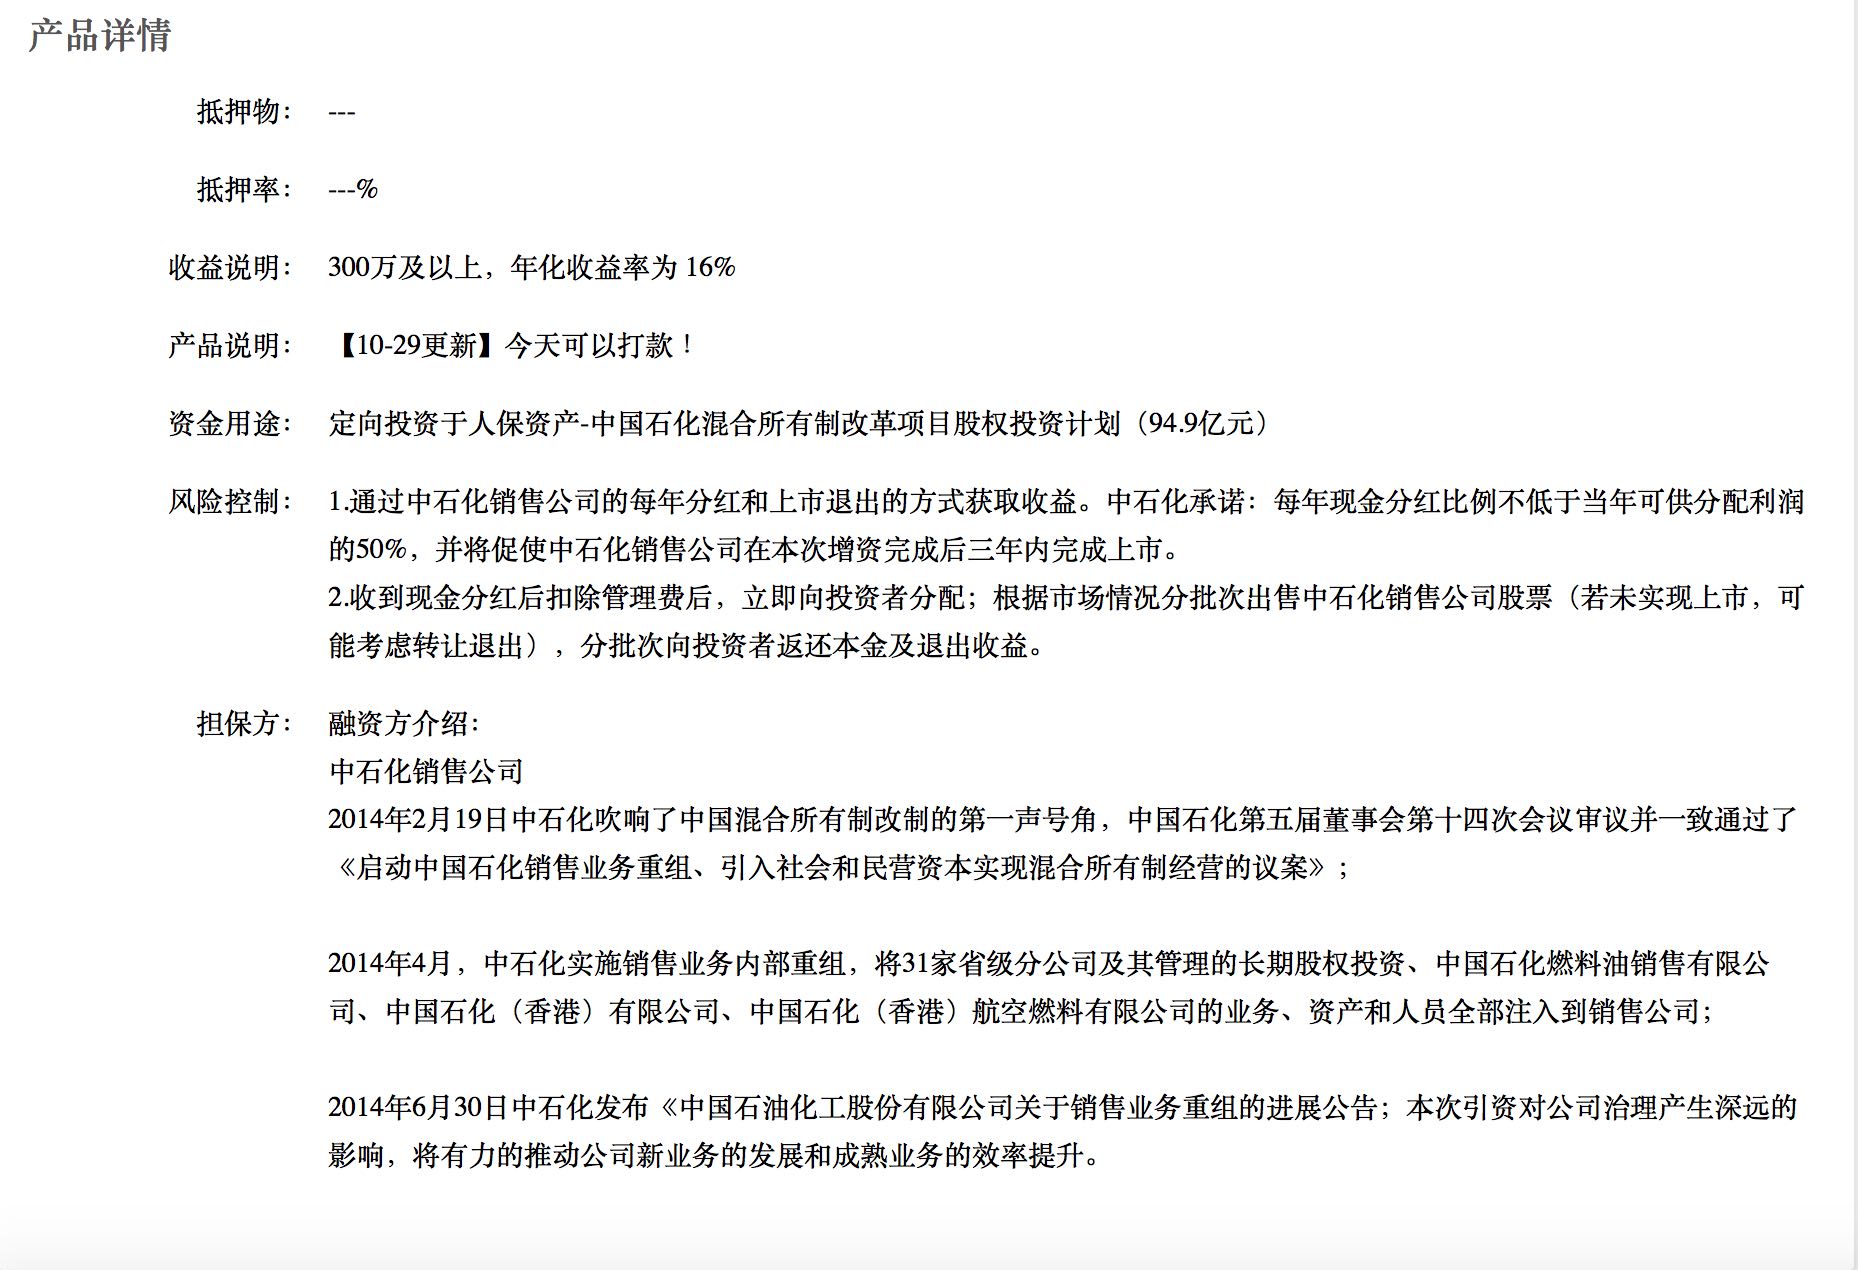 产品详情
抵押物： ---
抵押率： ---%
收益说明： 300万及以上，年化收益率为 16%
产品说明： 【10-29更新】今天可以打款！
资金用途： 定向投资于人保资产-中国石化混合所有制改革项目股权投资计划（94.9亿元）
风险控制： 1.通过中石化销售公司的每年分红和上市退出的方式获取收益。中石化承诺：每年现金分红比例不低于当年可供分配利润
的50%，并将促使中石化销售公司在本次增资完成后三年内完成上市。
2.收到现金分红后扣除管理费后，立即向投资者分配；根据市场情况分批次出售中石化销售公司股票（若未实现上市，可
能考虑转让退出），分批次向投资者返还本金及退出收益。
担保方： 融资方介绍：
中石化销售公司
2014年2月19日中石化吹响了中国混合所有制改制的第一声号角，中国石化第五届董事会第十四次会议审议并一致通过了
《启动中国石化销售业务重组、引入社会和民营资本实现混合所有制经营的议案》；
2014年4月，中石化实施销售业务内部重组，将31家省级分公司及其管理的长期股权投资、中国石化燃料油销售有限公
司、中国石化（香港）有限公司、中国石化（香港）航空燃料有限公司的业务、资产和人员全部注入到销售公司；
2014年6月30日中石化发布《中国石油化工股份有限公司关于销售业务重组的进展公告；本次引资对公司治理产生深远的
影响，将有力的推动公司新业务的发展和成熟业务的效率提升。